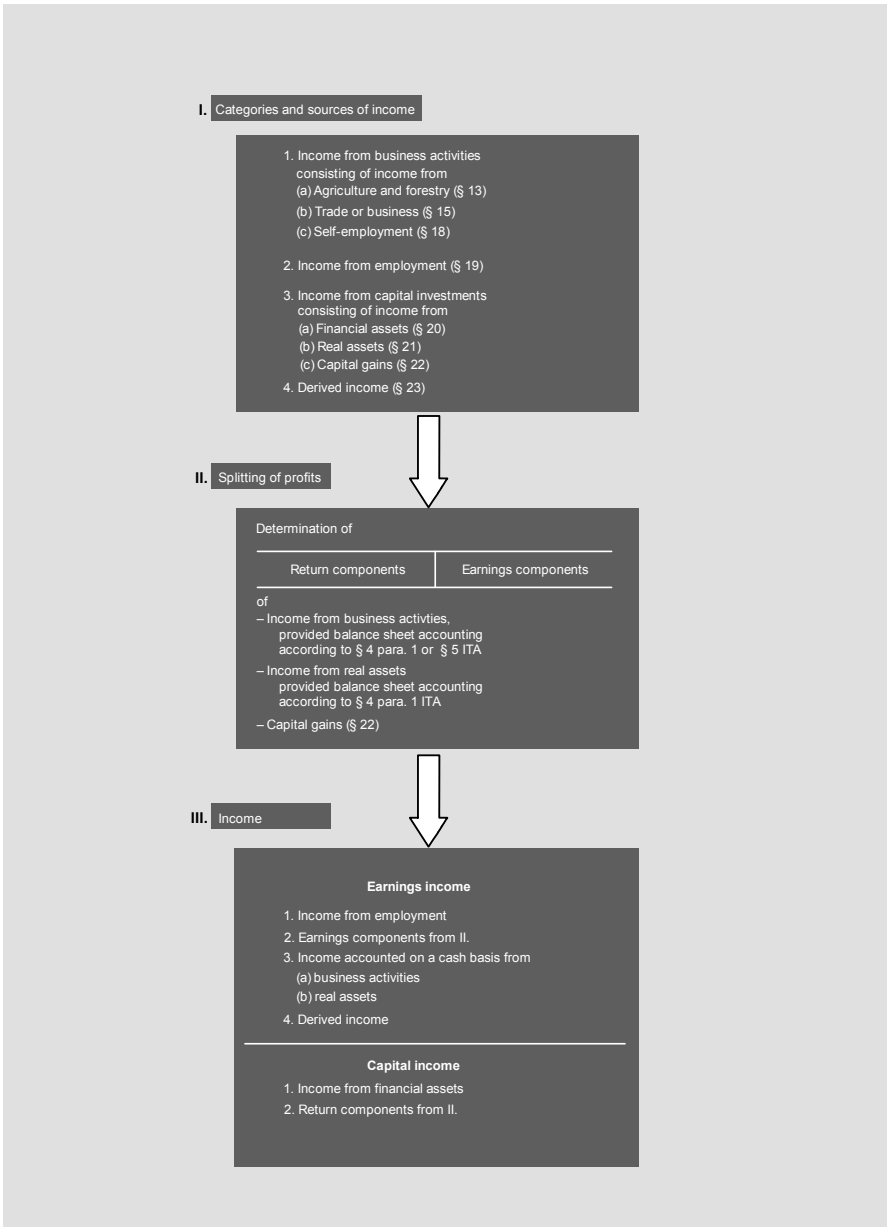 I. Categories and sources of income
1. Income from business activities
consisting of income from
(a) Agriculture and forestry (§ 13)
(b) Trade or business (§ 15)
(c) Self-employment (§ 18)
2. Income from employment (§ 19)
3. Income from capital investments
consisting of income from
(a) Financial assets (§ 20)
(b) Real assets (§ 21)
(c) Capital gains (§ 22)
4. Derived income (§ 23)
II. Splitting of profits
Determination of
Return components Earnings components
of
– Income from business activties,
provided balance sheet accounting
according to § 4 para. 1 or § 5 ITA
– Income from real assets
provided balance sheet accounting
according to § 4 para. 1 ITA
– Capital gains (§ 22)
III. Income
Earnings income
1. Income from employment
2. Earnings components from II.
3. Income accounted on a cash basis from
(a) business activities
(b) real assets
4. Derived income
Capital income
1. Income from financial assets
2. Return components from II.